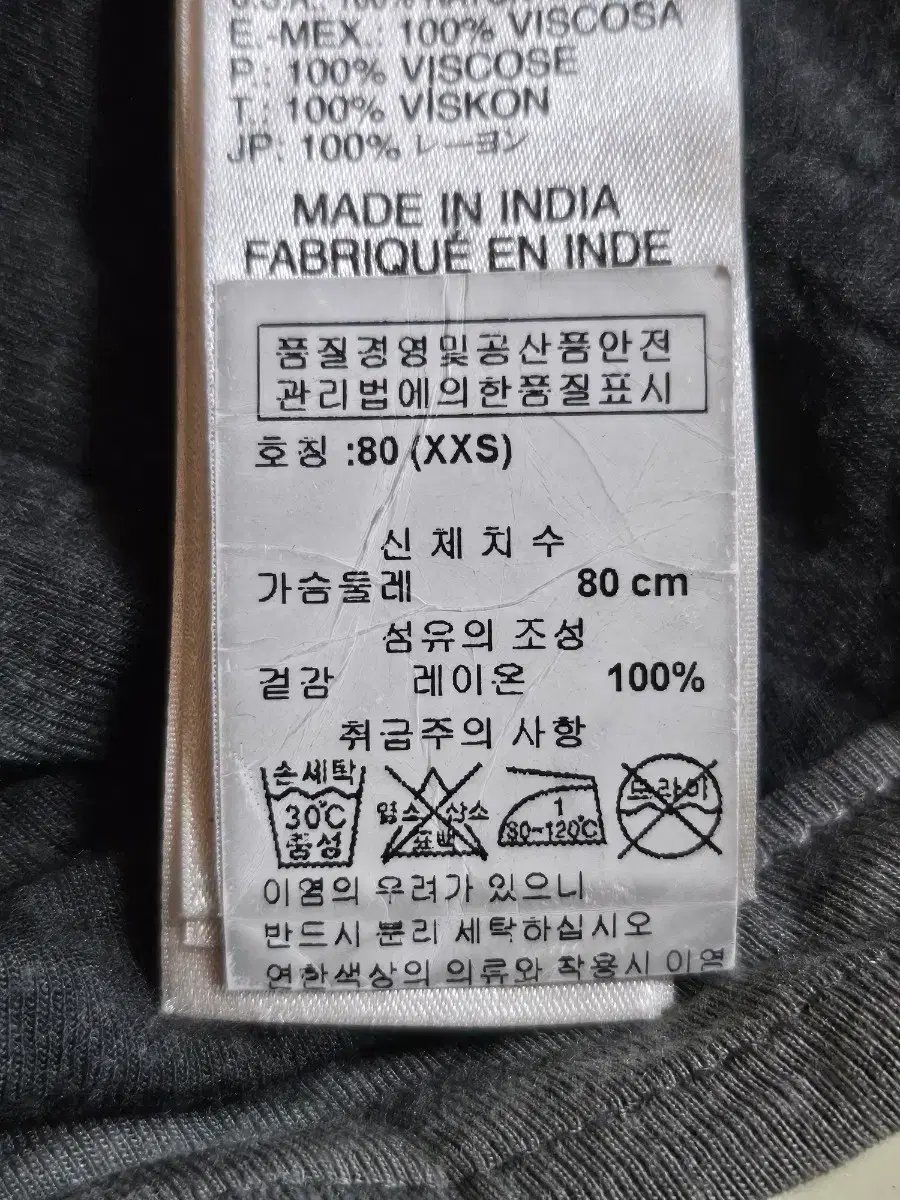 U.S.A.: 100%
E.-MEX.: 100% VISCOSA
P.: 100% VISCOSE
T.: 100% VİSKON
JP: 100% レーヨン
MADE IN INDIA
FABRIQUÉ EN INDE
품질경영및공산품안전
관리법에의한품질표시
호칭 :80 (XXS)
신체치수
가슴둘레 80 cm
섬유의 조성
겉감 레이온 100%
취급주의 사항
손세탁 30℃ 중성
염소 산소 표백
1 80~120℃
드라이
이염의 우려가 있으니
반드시 분리 세탁하십시오
연한색상의 의류와 착용시 이염